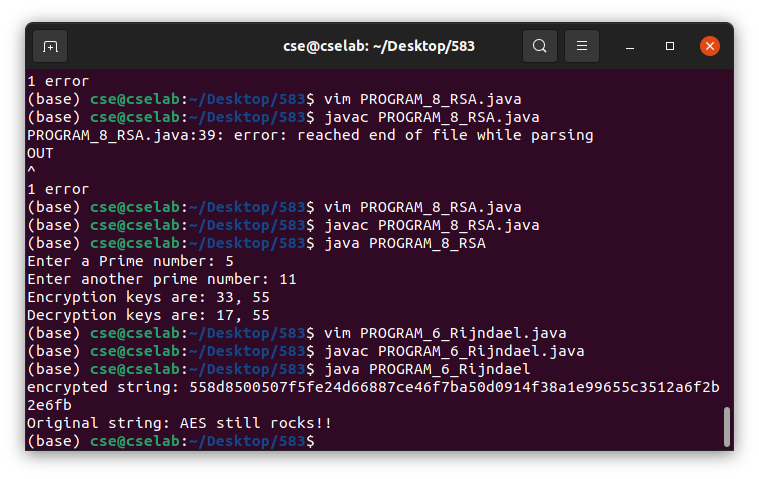 cse@cselab: ~/Desktop/583
1 error
(base) cse@cselab:~/Desktop/583$ vim PROGRAM_8_RSA.java
(base) cse@cselab:~/Desktop/583$ javac PROGRAM_8_RSA.java
PROGRAM_8_RSA.java:39: error: reached end of file while parsing
OUT
^
1 error
(base) cse@cselab:~/Desktop/583$ vim PROGRAM_8_RSA.java
(base) cse@cselab:~/Desktop/583$ javac PROGRAM_8_RSA.java
(base) cse@cselab:~/Desktop/583$ java PROGRAM_8_RSA
Enter a Prime number: 5
Enter another prime number: 11
Encryption keys are: 33, 55
Decryption keys are: 17, 55
(base) cse@cselab:~/Desktop/583$ vim PROGRAM_6_Rijndael.java
(base) cse@cselab:~/Desktop/583$ javac PROGRAM_6_Rijndael.java
(base) cse@cselab:~/Desktop/583$ java PROGRAM_6_Rijndael
encrypted string: 558d8500507f5fe24d66887ce46f7ba50d0914f38a1e99655c3512a6f2b
2e6fb
Original string: AES still rocks!!
(base) cse@cselab:~/Desktop/583$